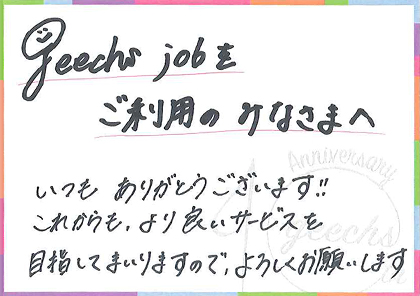 geechs jobを
ご利用の みなさまへ
いつも ありがとうございます!!
これからも、より良いサービスを
目指してまいりますので、よろしくお願いします
Anniversary
geechs